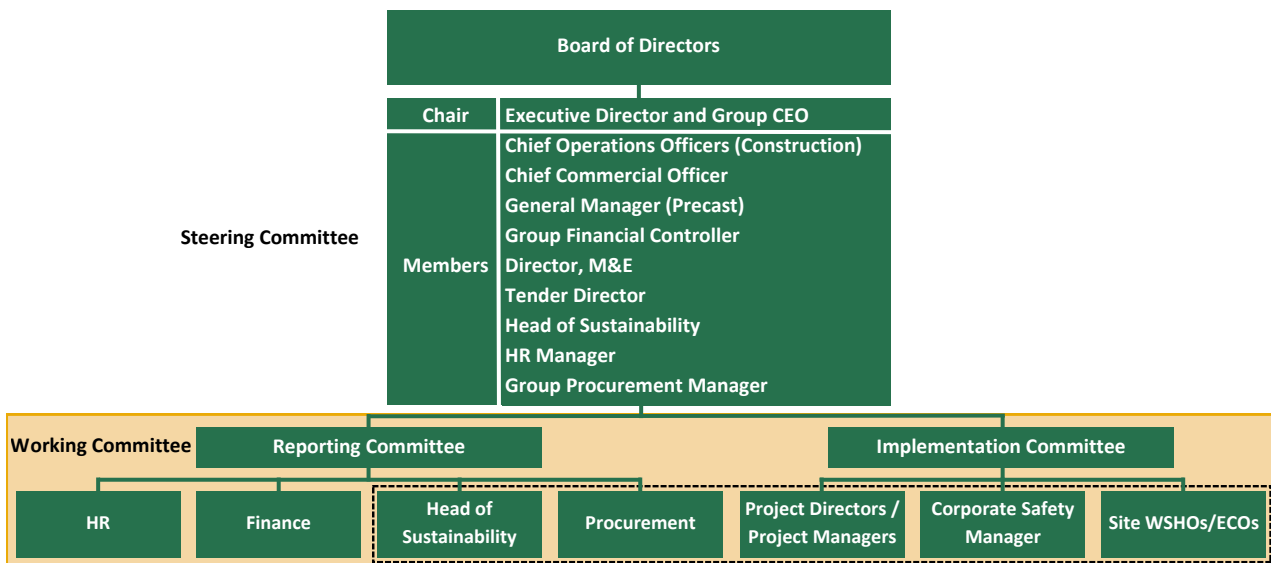 Board of Directors
Chair
Executive Director and Group CEO
Steering Committee
Members
Chief Operations Officers (Construction)
Chief Commercial Officer
General Manager (Precast)
Group Financial Controller
Director, M&E
Tender Director
Head of Sustainability
HR Manager
Group Procurement Manager
Working Committee
Reporting Committee
Implementation Committee
HR
Finance
Head of
Sustainability
Procurement
Project Directors /
Project Managers
Corporate Safety
Manager
Site WSHOs/ECOs